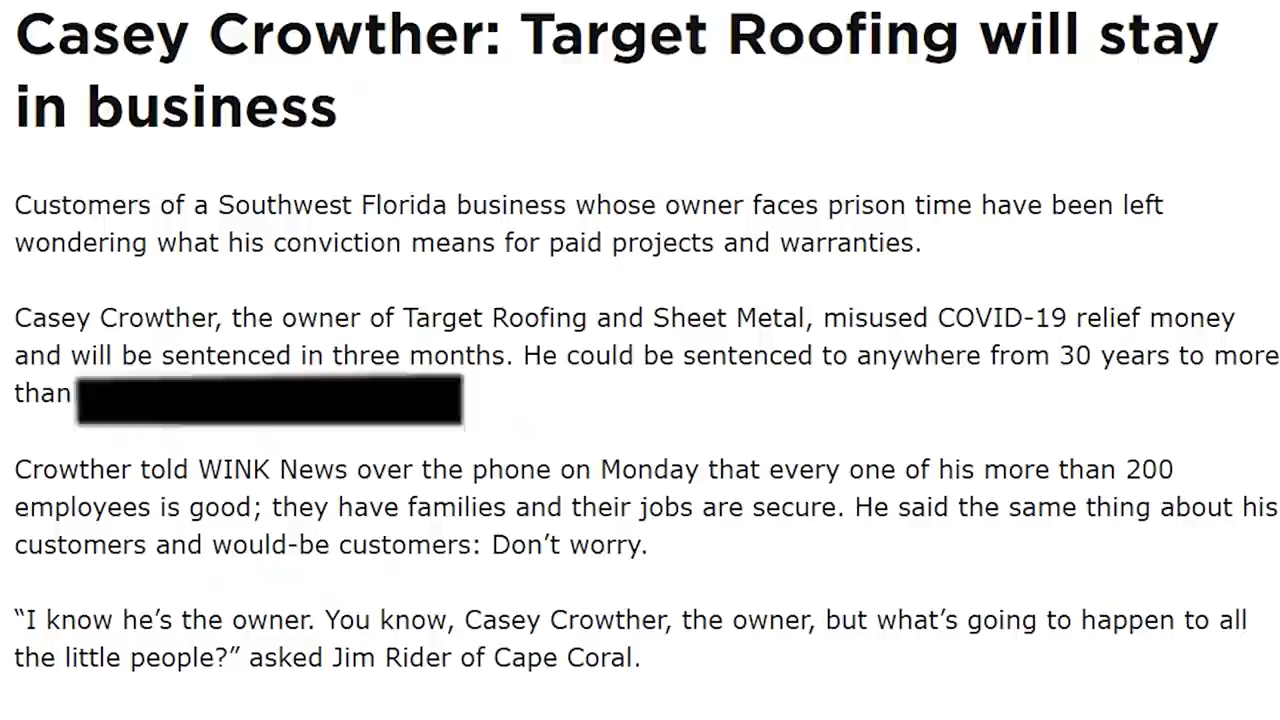 Casey Crowther: Target Roofing will stay
in business
Customers of a Southwest Florida business whose owner faces prison time have been left
wondering what his conviction means for paid projects and warranties.
Casey Crowther, the owner of Target Roofing and Sheet Metal, misused COVID-19 relief money
and will be sentenced in three months. He could be sentenced to anywhere from 30 years to more
than
Crowther told WINK News over the phone on Monday that every one of his more than 200
employees is good; they have families and their jobs are secure. He said the same thing about his
customers and would-be customers: Don’t worry.
“I know he’s the owner. You know, Casey Crowther, the owner, but what’s going to happen to all
the little people?” asked Jim Rider of Cape Coral.